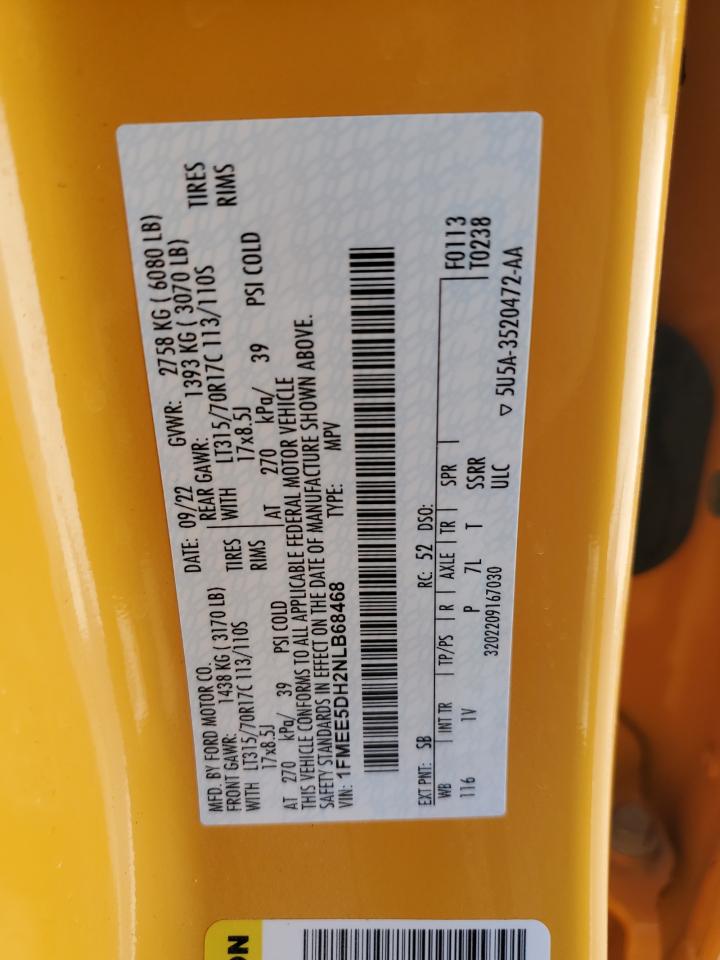 MFD. BY FORD MOTOR CO.
DATE: 09/22
GVWR: 2758 KG ( 6080 LB)
FRONT GAWR: 1438 KG ( 3170 LB)
REAR GAWR: 1393 KG ( 3070 LB)
WITH LT315/70R17C 113/110S TIRES
WITH LT315/70R17C 113/110S TIRES
17x8.5J RIMS
17x8.5J RIMS
AT 270 kPa/ 39 PSI COLD
AT 270 kPa/ 39 PSI COLD
THIS VEHICLE CONFORMS TO ALL APPLICABLE FEDERAL MOTOR VEHICLE
SAFETY STANDARDS IN EFFECT ON THE DATE OF MANUFACTURE SHOWN ABOVE.
VIN: 1FMEE5DH2NLB68468
TYPE: MPV
EXT PNT: SB RC: 52 DSO:
WB INT TR TP/PS R AXLE TR SPR F0113
116 1V P 7L T SSRR T0238
3202209167030 ULC
▽ 5U5A-3520472-AA
ON